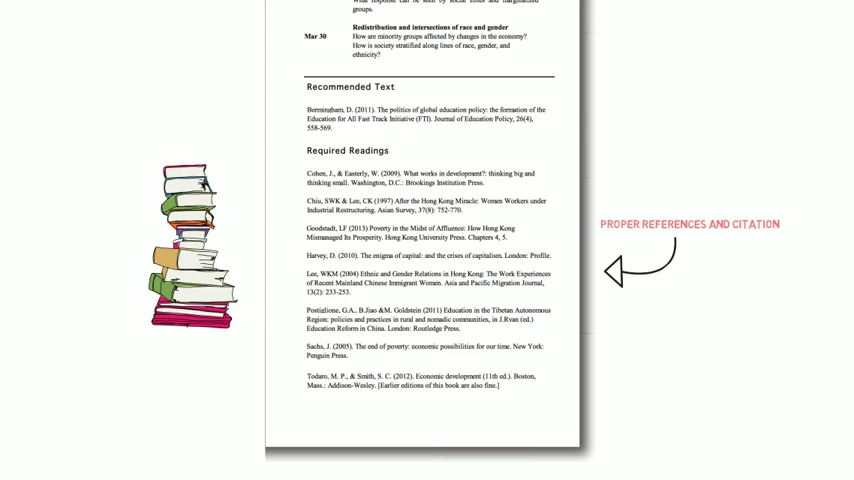 What response can be seen by social elites and marginalized
groups.
Redistribution and intersections of race and gender
Mar 30 How are minority groups affected by changes in the economy?
How is society stratified along lines of race, gender, and
ethnicity?
Recommended Text
Bermingham, D. (2011). The politics of global education policy: the formation of the
Education for All Fast Track Initiative (FTI). Journal of Education Policy, 26(4),
558-569.
Required Readings
Cohen, J., & Easterly, W. (2009). What works in development?: thinking big and
thinking small. Washington, D.C.: Brookings Institution Press.
Chiu, SWK & Lee, CK (1997) After the Hong Kong Miracle: Women Workers under
Industrial Restructuring. Asian Survey, 37(8): 752-770.
Goodstadt, LF (2013) Poverty in the Midst of Affluence: How Hong Kong
Mismanaged Its Prosperity. Hong Kong University Press. Chapters 4, 5.
Harvey, D. (2010). The enigma of capital: and the crises of capitalism. London: Profile.
Lee, WKM (2004) Ethnic and Gender Relations in Hong Kong: The Work Experiences
of Recent Mainland Chinese Immigrant Women. Asia and Pacific Migration Journal,
13(2): 233-253.
Postiglione, G.A., B.Jiao &M. Goldstein (2011) Education in the Tibetan Autonomous
Region: policies and practices in rural and nomadic communities, in J.Rvan (ed.)
Education Reform in China. London: Routledge Press.
Sachs, J. (2005). The end of poverty: economic possibilities for our time. New York:
Penguin Press.
Todaro, M. P., & Smith, S. C. (2012). Economic development (11th ed.). Boston,
Mass.: Addison-Wesley. [Earlier editions of this book are also fine.]
PROPER REFERENCES AND CITATION